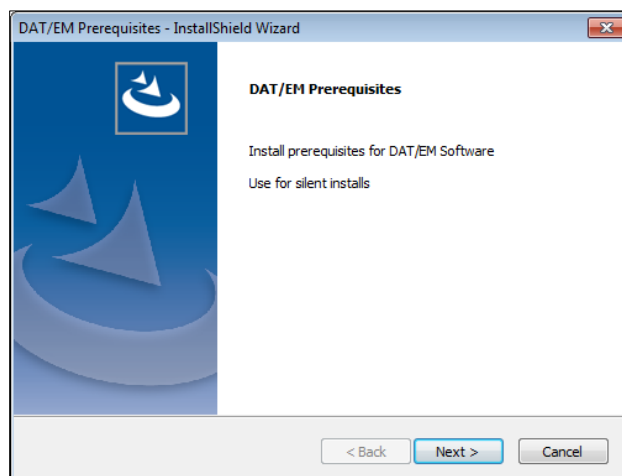 DAT/EM Prerequisites - InstallShield Wizard
DAT/EM Prerequisites
Install prerequisites for DAT/EM Software
Use for silent installs
< Back
Next >
Cancel